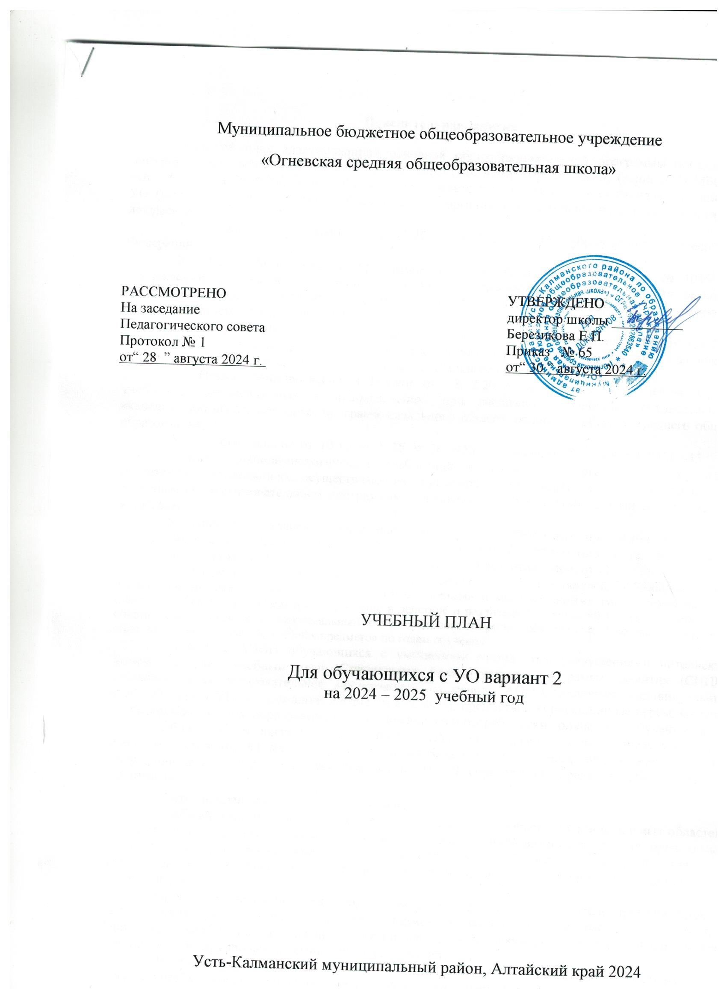 Муниципальное бюджетное общеобразовательное учреждение
«Огневская средняя общеобразовательная школа»
РАССМОТРЕНО
На заседание
Педагогического совета
Протокол № 1
от“ 28 ” августа 2024 г.
УТВЕРЖДЕНО
директор школы
Березикова Е.П.
Приказ № 65
от“ 30 ” августа 2024 г.
Для
документов
УЧЕБНЫЙ ПЛАН
Для обучающихся с УО вариант 2
на 2024 – 2025 учебный год
Усть-Калманский муниципальный район, Алтайский край 2024